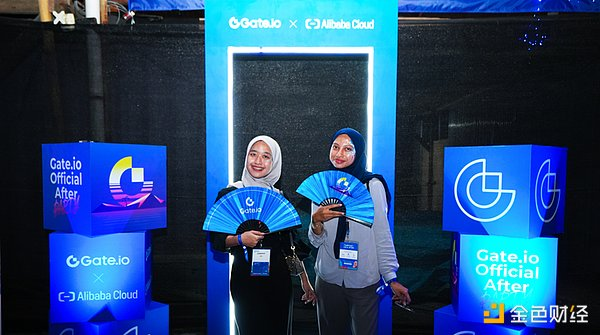 Gate.io × Alibaba Cloud
Gate.io
Official
After
Gate.io
×
Alibaba Cloud
Gate.io
Gate.io
Official
After
金色财经